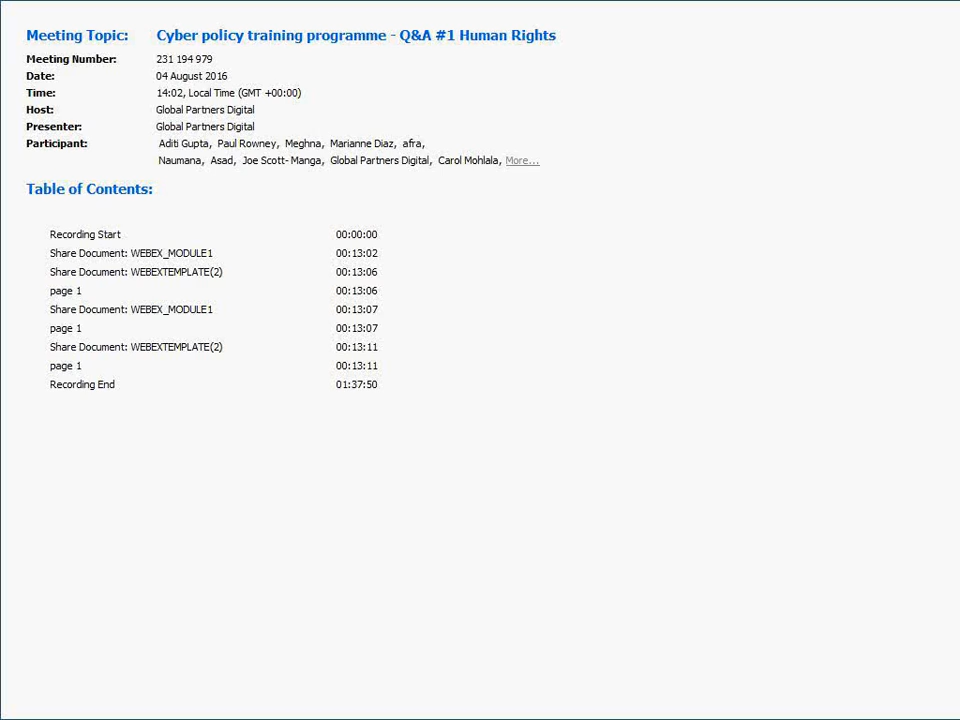 Meeting Topic: Cyber policy training programme - Q&A #1 Human Rights
Meeting Number: 231 194 979
Date: 04 August 2016
Time: 14:02, Local Time (GMT +00:00)
Host: Global Partners Digital
Presenter: Global Partners Digital
Participant: Aditi Gupta, Paul Rowney, Meghna, Marianne Diaz, afra,
Naumana, Asad, Joe Scott-Manga, Global Partners Digital, Carol Mohlala, More...
Table of Contents:
Recording Start 00:00:00
Share Document: WEBEX_MODULE1 00:13:02
Share Document: WEBEXTEMPLATE(2) 00:13:06
page 1 00:13:06
Share Document: WEBEX_MODULE1 00:13:07
page 1 00:13:07
Share Document: WEBEXTEMPLATE(2) 00:13:11
page 1 00:13:11
Recording End 01:37:50